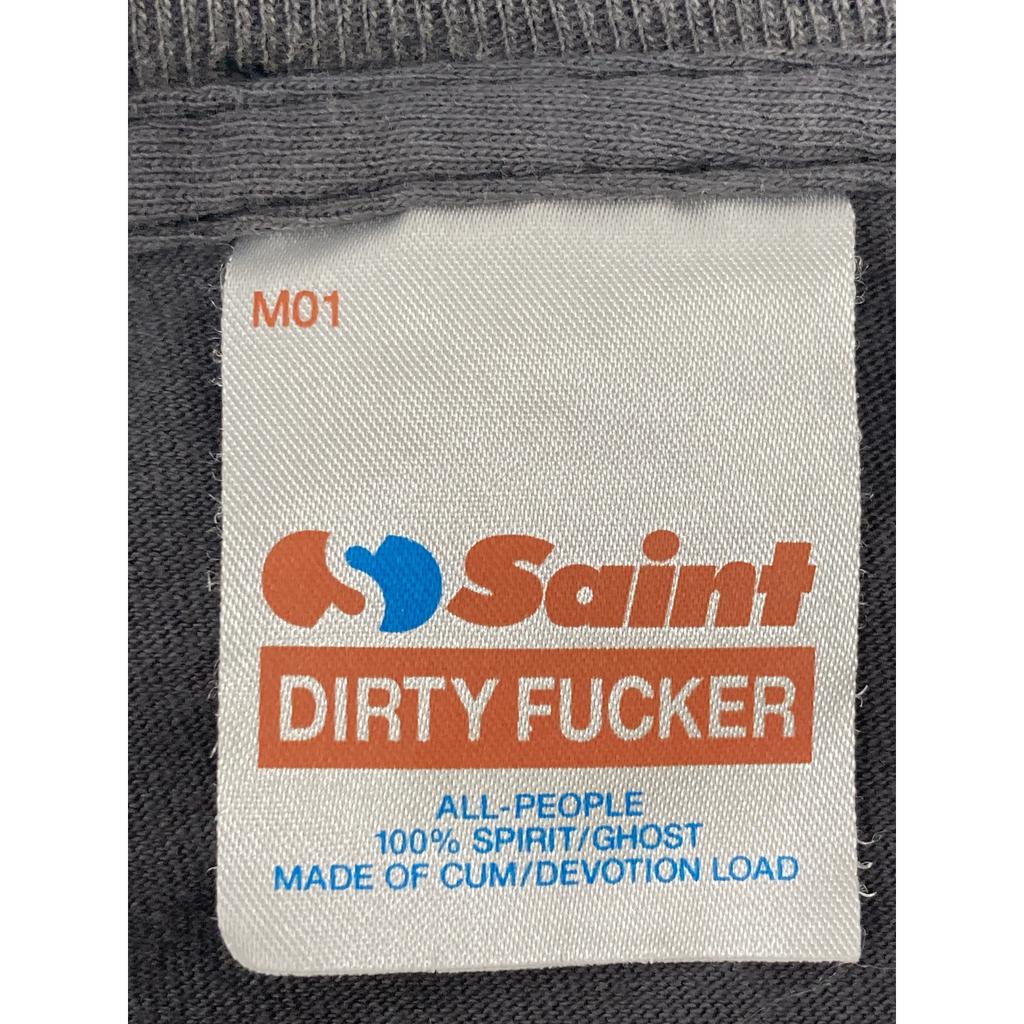 M01
Saint
DIRTY FUCKER
ALL-PEOPLE
100% SPIRIT/GHOST
MADE OF CUM/DEVOTION LOAD